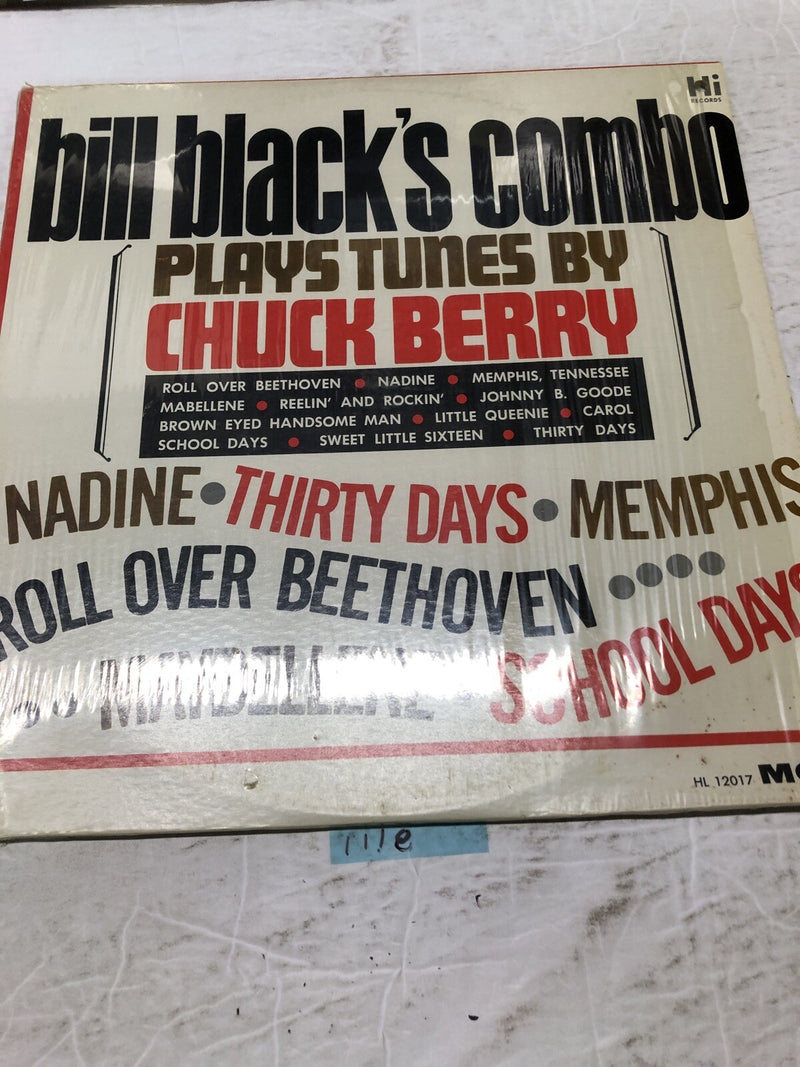 Hi
RECORDS
bill black's combo
PLAYS TUNES BY
CHUCK BERRY
ROLL OVER BEETHOVEN • NADINE • MEMPHIS, TENNESSEE
MABELLENE • REELIN' AND ROCKIN' • JOHNNY B. GOODE
BROWN EYED HANDSOME MAN • LITTLE QUEENIE • CAROL
SCHOOL DAYS • SWEET LITTLE SIXTEEN • THIRTY DAYS
NADINE • THIRTY DAYS • MEMPHIS
ROLL OVER BEETHOVEN ••••
MAYBELLENE • SCHOOL DAYS
HL 12017